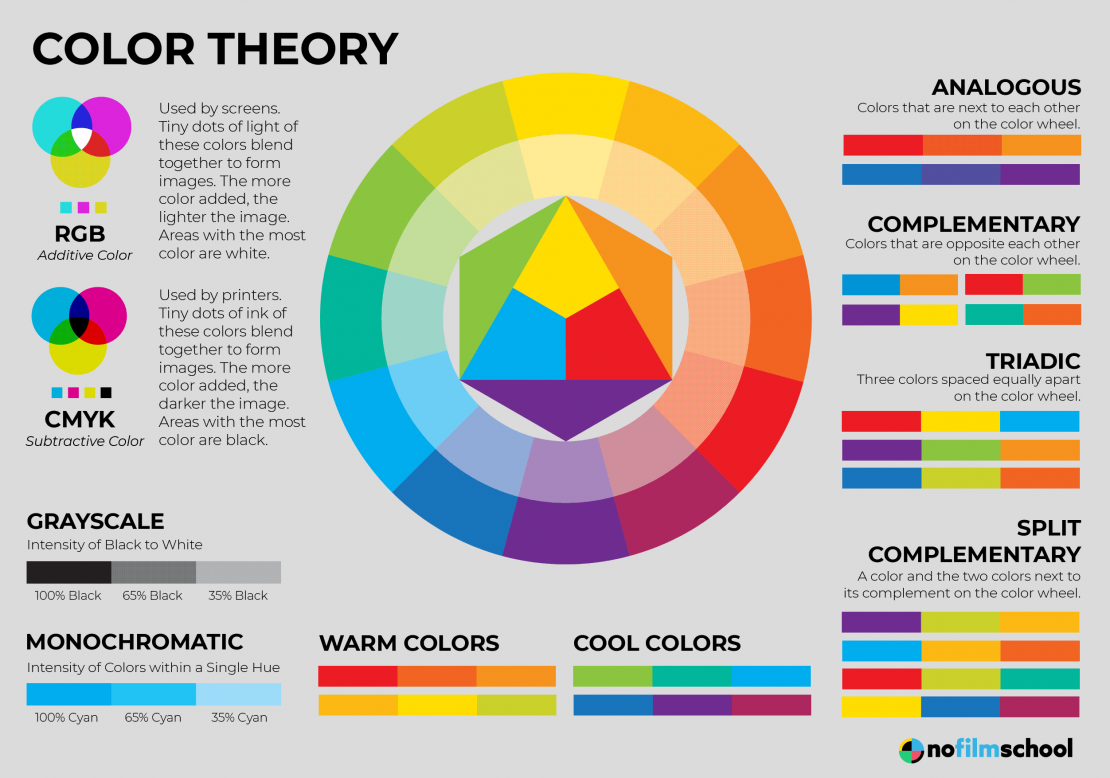 COLOR THEORY
Used by screens.
Tiny dots of light of
these colors blend
together to form
images. The more
color added, the
lighter the image.
Areas with the most
color are white.
RGB
Additive Color
Used by printers.
Tiny dots of ink of
these colors blend
together to form
images. The more
color added, the
darker the image.
Areas with the most
color are black.
CMYK
Subtractive Color
GRAYSCALE
Intensity of Black to White
100% Black 65% Black 35% Black
MONOCHROMATIC
Intensity of Colors within a Single Hue
100% Cyan 65% Cyan 35% Cyan
WARM COLORS
COOL COLORS
ANALOGOUS
Colors that are next to each other
on the color wheel.
COMPLEMENTARY
Colors that are opposite each other
on the color wheel.
TRIADIC
Three colors spaced equally apart
on the color wheel.
SPLIT
COMPLEMENTARY
A color and the two colors next to
its complement on the color wheel.
nofilmschool